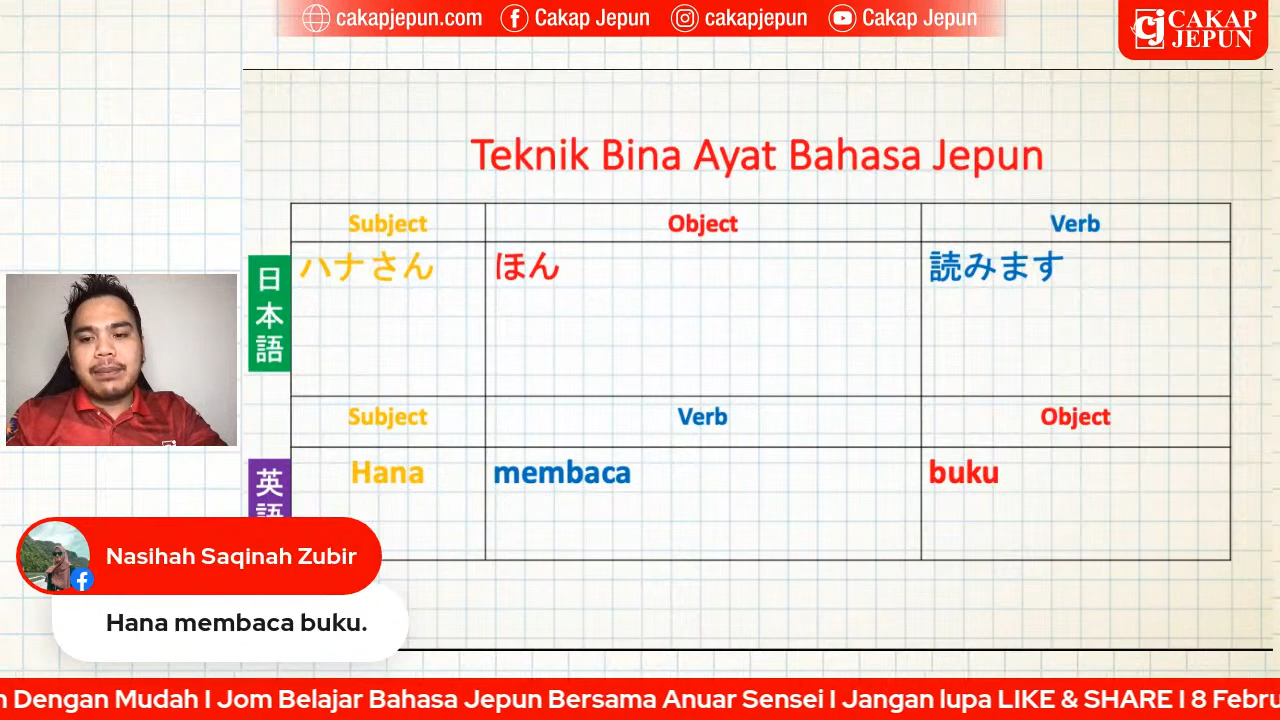 cakapjepun.com Cakap Jepun cakapjepun Cakap Jepun
CAKAP
JEPUN
Teknik Bina Ayat Bahasa Jepun
Subject Object Verb
日本語
ハナさん ほん 読みます
Subject Verb Object
英語
Hana membaca buku
Nasihah Saqinah Zubir
Hana membaca buku.
Dengan Mudah I Jom Belajar Bahasa Jepun Bersama Anuar Sensei I Jangan lupa LIKE & SHARE I 8 Febru